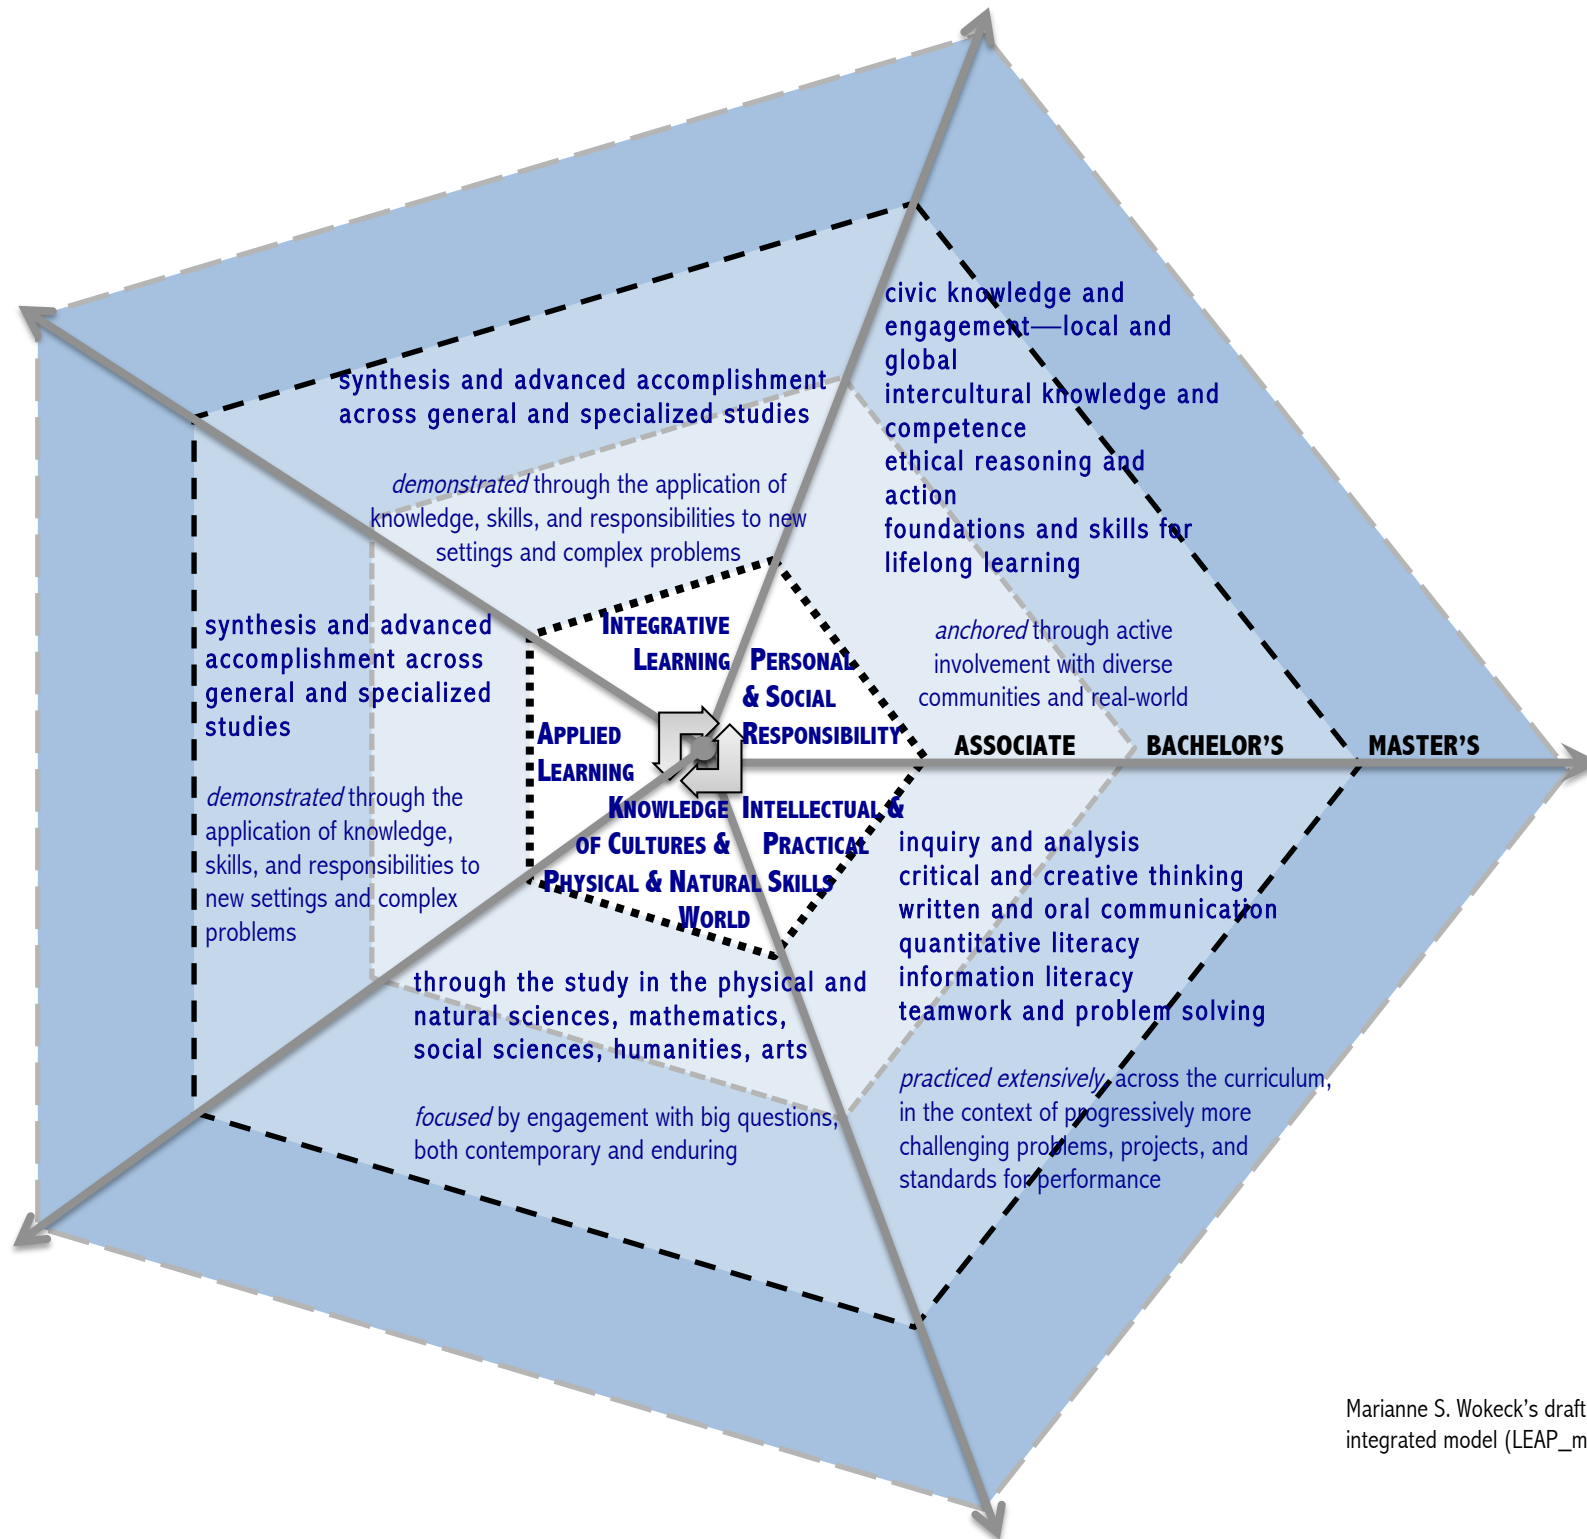 civic knowledge and
engagement—local and
global
intercultural knowledge and
competence
ethical reasoning and
action
foundations and skills for
lifelong learning
anchored through active
involvement with diverse
communities and real-world
synthesis and advanced accomplishment
across general and specialized studies
demonstrated through the application of
knowledge, skills, and responsibilities to new
settings and complex problems
synthesis and advanced
accomplishment across
general and specialized
studies
demonstrated through the
application of knowledge,
skills, and responsibilities to
new settings and complex
problems
INTEGRATIVE
LEARNING
PERSONAL
& SOCIAL
RESPONSIBILITY
APPLIED
LEARNING
KNOWLEDGE
OF CULTURES &
PHYSICAL & NATURAL
WORLD
INTELLECTUAL &
PRACTICAL
SKILLS
ASSOCIATE
BACHELOR'S
MASTER'S
inquiry and analysis
critical and creative thinking
written and oral communication
quantitative literacy
information literacy
teamwork and problem solving
practiced extensively, across the curriculum,
in the context of progressively more
challenging problems, projects, and
standards for performance
through the study in the physical and
natural sciences, mathematics,
social sciences, humanities, arts
focused by engagement with big questions,
both contemporary and enduring
Marianne S. Wokeck's draft
integrated model (LEAP_m